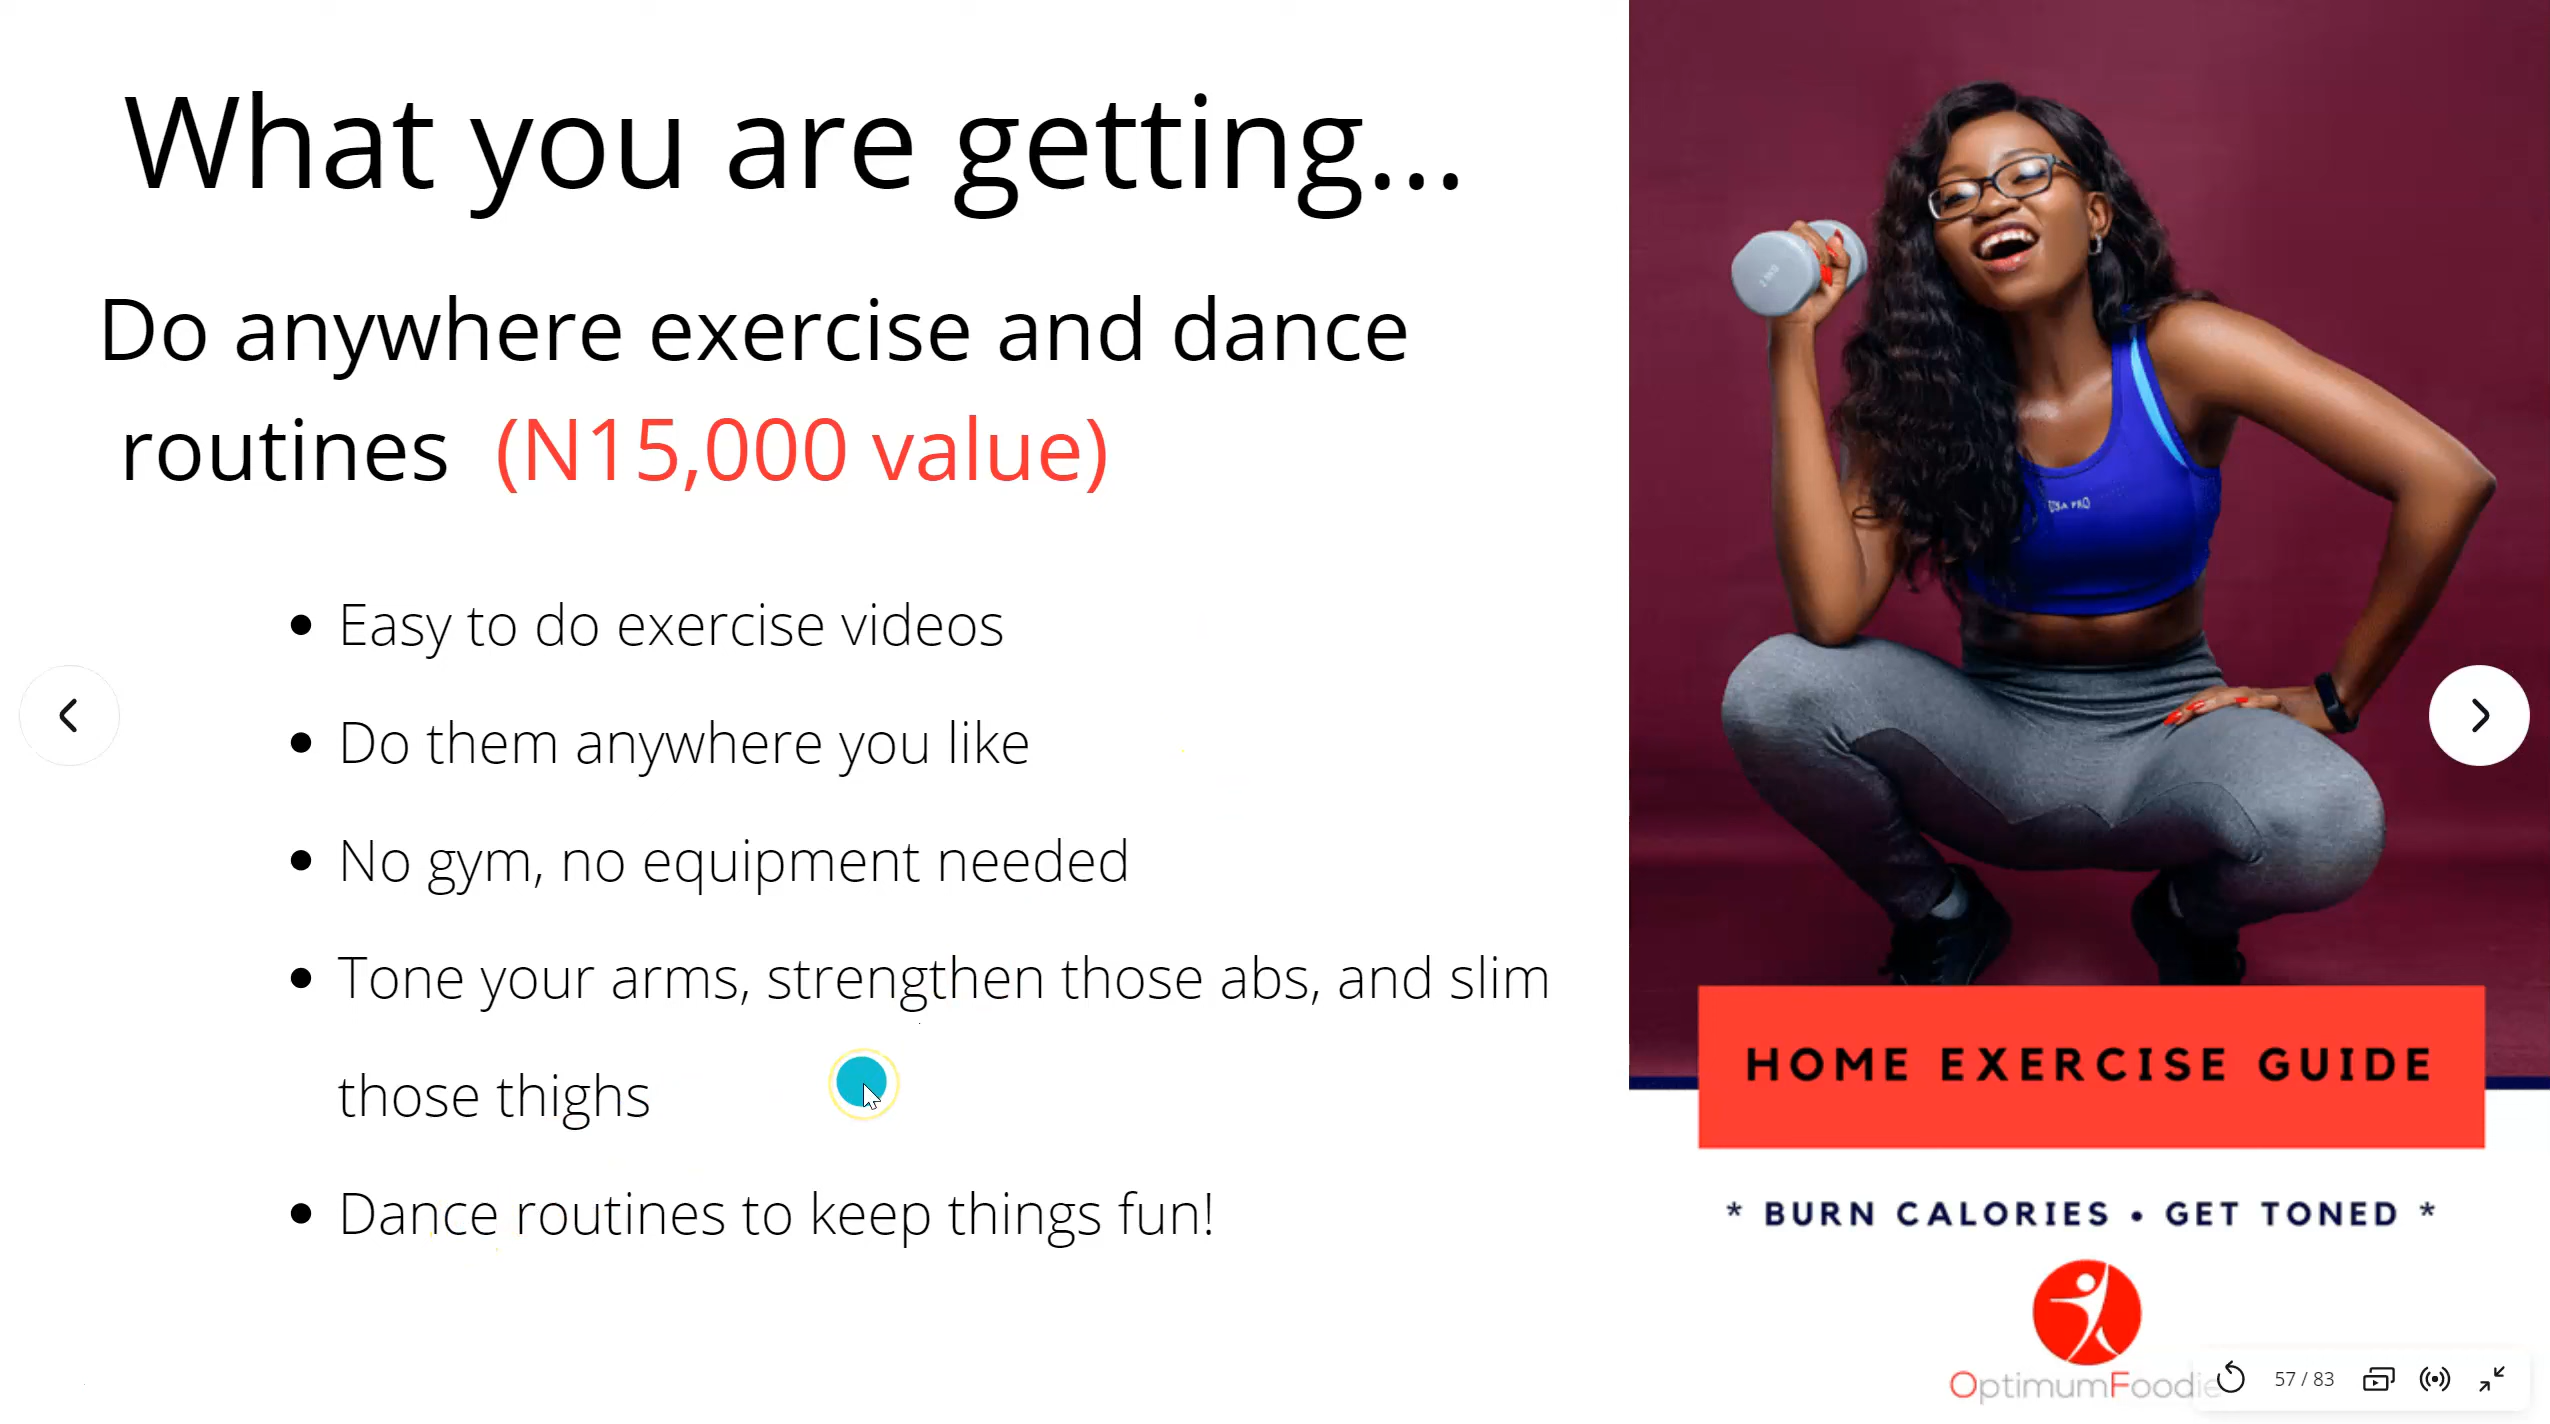 What you are getting...
Do anywhere exercise and dance
routines (N15,000 value)
• Easy to do exercise videos
• Do them anywhere you like
• No gym, no equipment needed
• Tone your arms, strengthen those abs, and slim
those thighs
• Dance routines to keep things fun!
USA PRO
HOME EXERCISE GUIDE
* BURN CALORIES • GET TONED *
OptimumFoodie
57 / 83